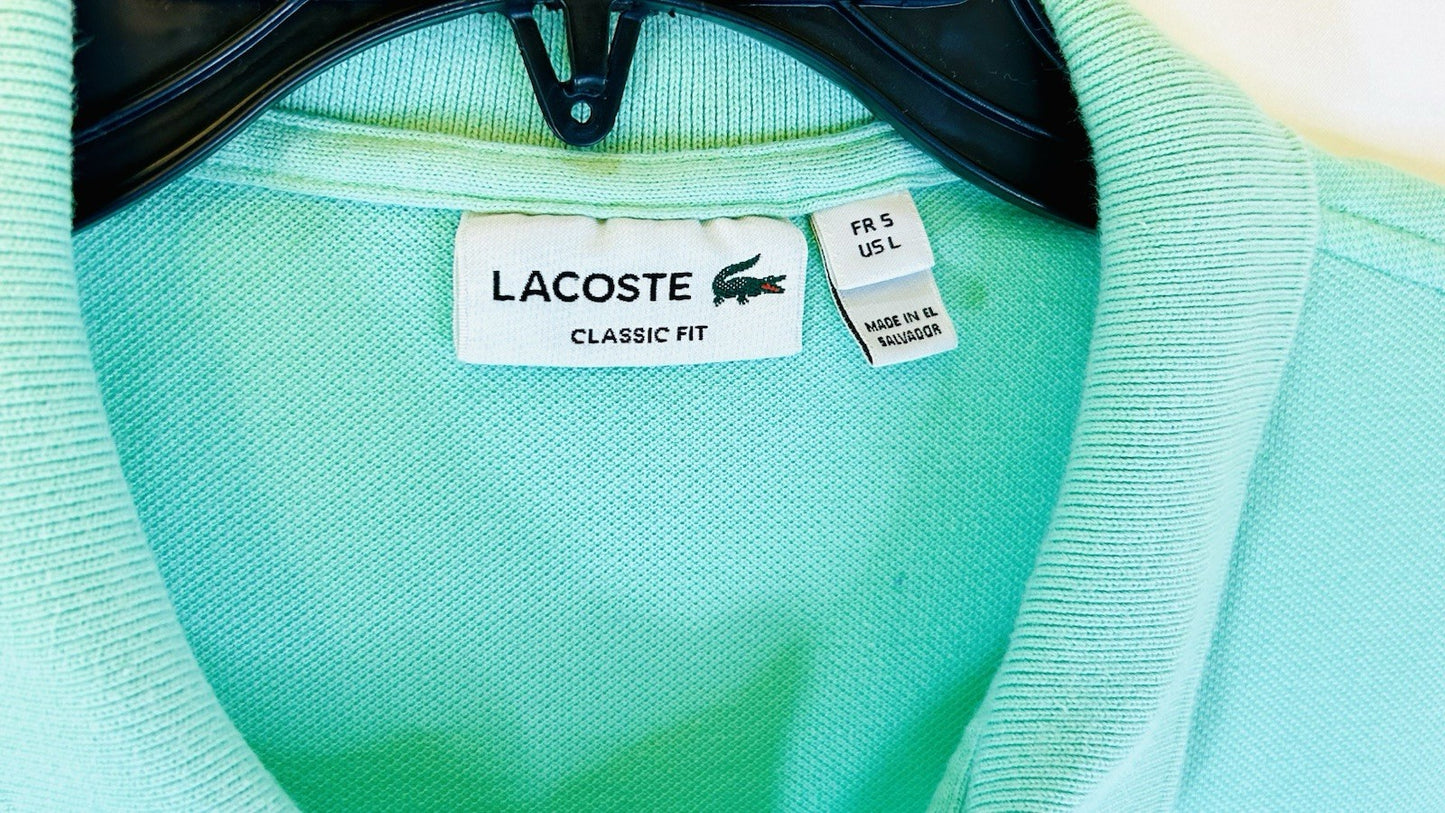 LACOSTE
CLASSIC FIT
FR 5
US L
MADE IN EL
SALVADOR